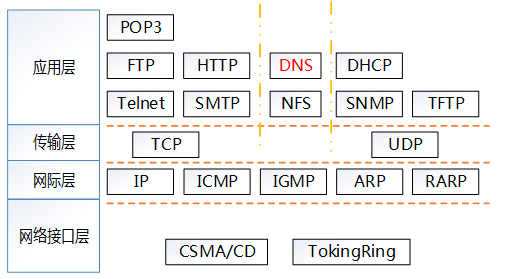 POP3
应用层
FTP HTTP DNS DHCP
Telnet SMTP NFS SNMP TFTP
传输层
TCP UDP
网际层
IP ICMP IGMP ARP RARP
网络接口层
CSMA/CD TokingRing